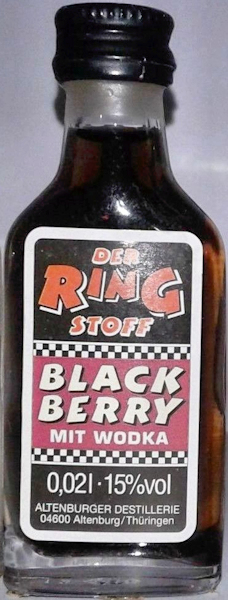 DER
RING
STOFF
BLACK
BERRY
MIT WODKA
0,02l · 15%vol
ALTENBURGER DESTILLERIE
04600 Altenburg/Thüringen